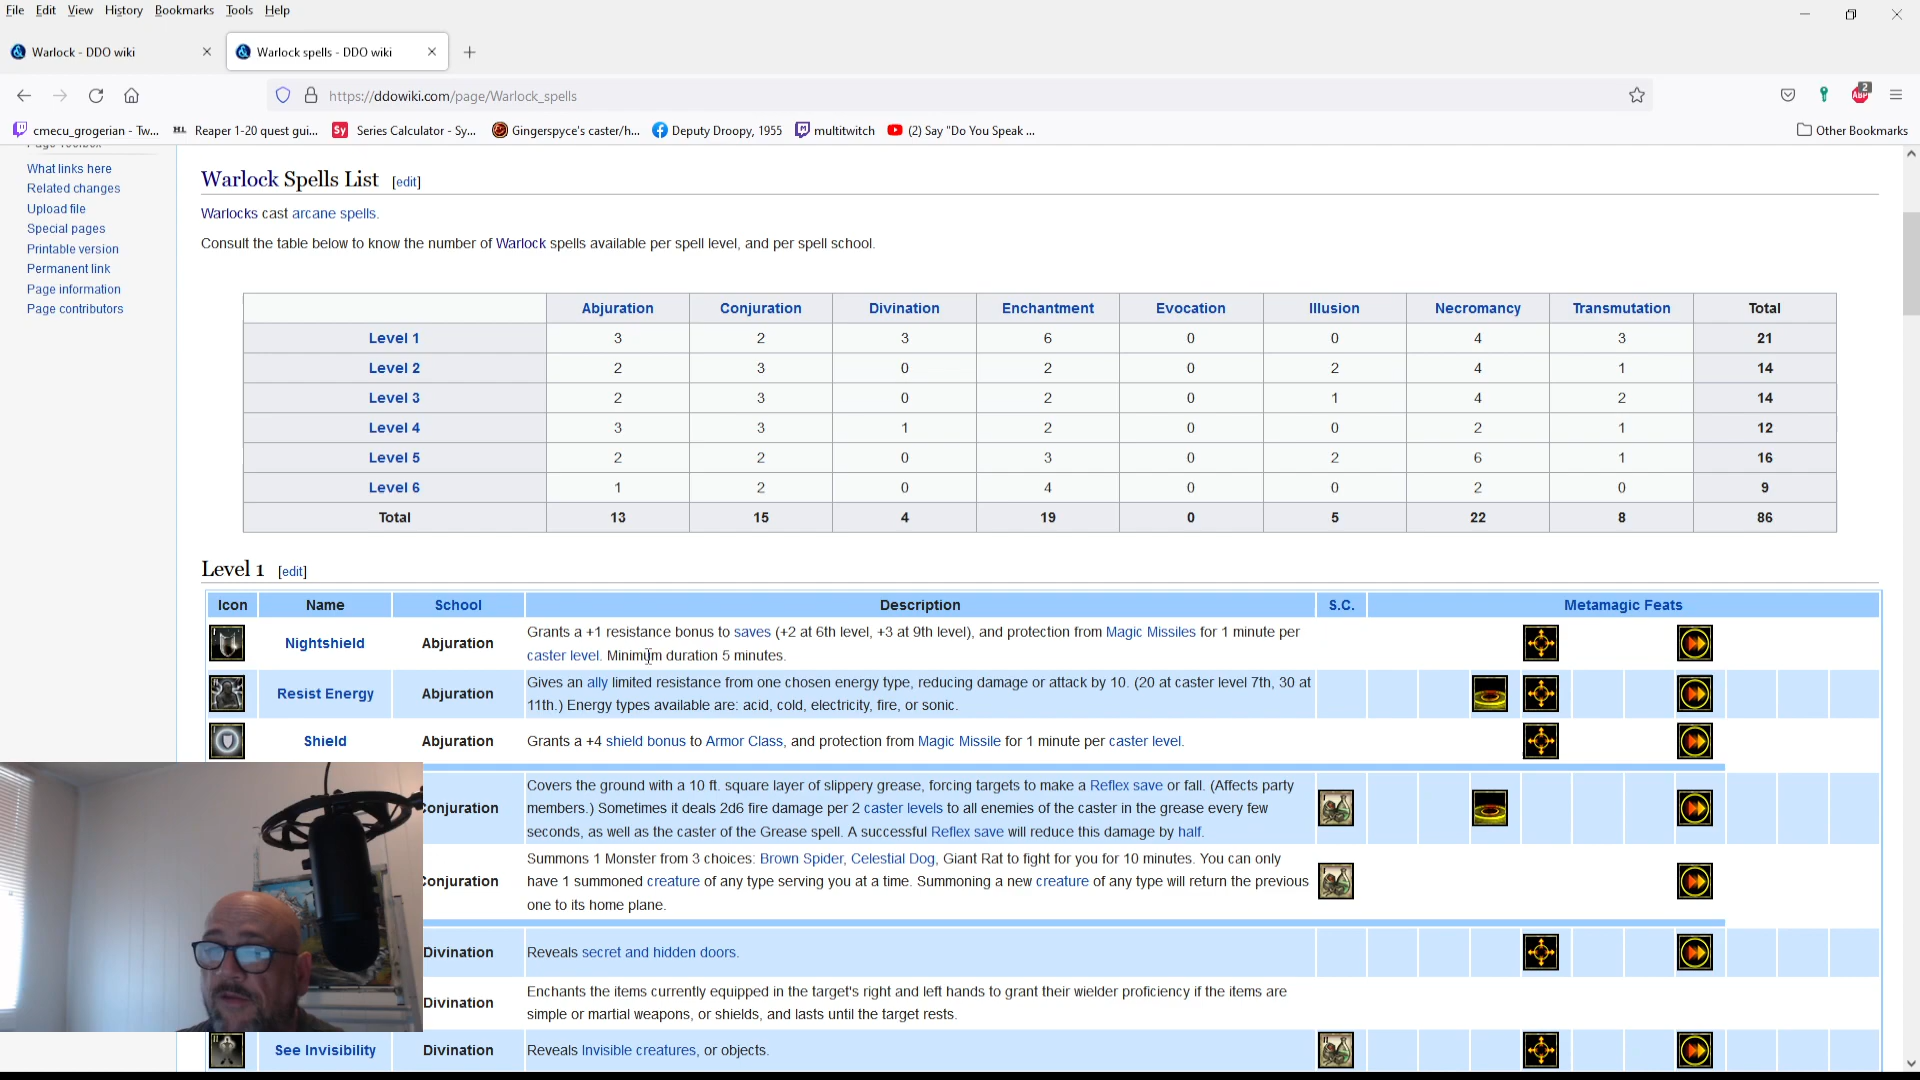 File Edit View History Bookmarks Tools Help
Warlock - DDO wiki
Warlock spells - DDO wiki
https://ddowiki.com/page/Warlock_spells
2
ABP
cmecu_grogerian - Tw...
HL Reaper 1-20 quest gui...
Sy Series Calculator - Sy...
Gingerspyce's caster/h...
Deputy Droopy, 1955
multitwitch
(2) Say "Do You Speak ...
Other Bookmarks
Page Toolbox
What links here
Related changes
Upload file
Special pages
Printable version
Permanent link
Page information
Page contributors
Warlock Spells List [edit]
Warlocks cast arcane spells.
Consult the table below to know the number of Warlock spells available per spell level, and per spell school.
Abjuration Conjuration Divination Enchantment Evocation Illusion Necromancy Transmutation Total
Level 1 3 2 3 6 0 0 4 3 21
Level 2 2 3 0 2 0 2 4 1 14
Level 3 2 3 0 2 0 1 4 2 14
Level 4 3 3 1 2 0 0 2 1 12
Level 5 2 2 0 3 0 2 6 1 16
Level 6 1 2 0 4 0 0 2 0 9
Total 13 15 4 19 0 5 22 8 86
Level 1 [edit]
Icon Name School Description S.C. Metamagic Feats
Nightshield Abjuration Grants a +1 resistance bonus to saves (+2 at 6th level, +3 at 9th level), and protection from Magic Missiles for 1 minute per
caster level. Minimum duration 5 minutes.
Resist Energy Abjuration Gives an ally limited resistance from one chosen energy type, reducing damage or attack by 10. (20 at caster level 7th, 30 at
11th.) Energy types available are: acid, cold, electricity, fire, or sonic.
Shield Abjuration Grants a +4 shield bonus to Armor Class, and protection from Magic Missile for 1 minute per caster level.
Conjuration Covers the ground with a 10 ft. square layer of slippery grease, forcing targets to make a Reflex save or fall. (Affects party
members.) Sometimes it deals 2d6 fire damage per 2 caster levels to all enemies of the caster in the grease every few
seconds, as well as the caster of the Grease spell. A successful Reflex save will reduce this damage by half.
Conjuration Summons 1 Monster from 3 choices: Brown Spider, Celestial Dog, Giant Rat to fight for you for 10 minutes. You can only
have 1 summoned creature of any type serving you at a time. Summoning a new creature of any type will return the previous
one to its home plane.
Divination Reveals secret and hidden doors.
Divination Enchants the items currently equipped in the target's right and left hands to grant their wielder proficiency if the items are
simple or martial weapons, or shields, and lasts until the target rests.
See Invisibility Divination Reveals Invisible creatures, or objects.